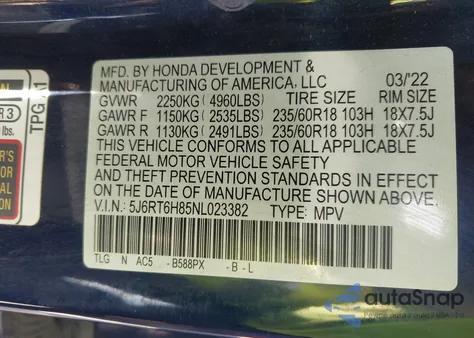 MFD. BY HONDA DEVELOPMENT &
MANUFACTURING OF AMERICA, LLC 03/'22
GVWR 2250KG ( 4960LBS) TIRE SIZE RIM SIZE
GAWR F 1150KG ( 2535LBS) 235/60R18 103H 18X7.5J
GAWR R 1130KG ( 2491LBS) 235/60R18 103H 18X7.5J
THIS VEHICLE CONFORMS TO ALL APPLICABLE
FEDERAL MOTOR VEHICLE SAFETY
AND THEFT PREVENTION STANDARDS IN EFFECT
ON THE DATE OF MANUFACTURE SHOWN ABOVE.
V.I.N.: 5J6RT6H85NL023382 TYPE: MPV
TLG N AC5 - B588PX - B - L
R 3
lbs.
autaSnap